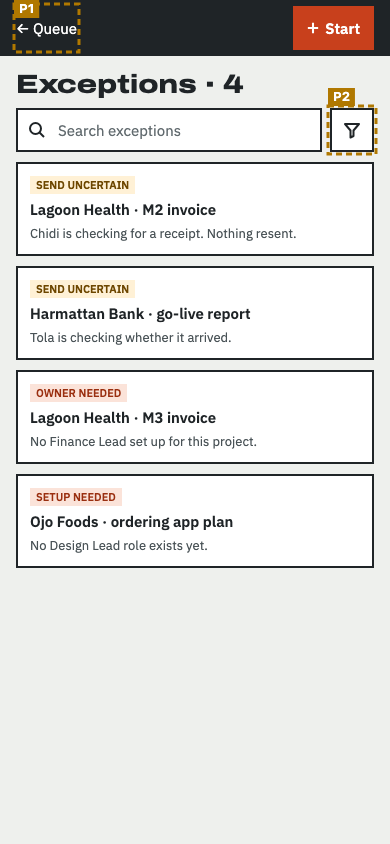 P1
← Queue
+ Start
Exceptions · 4
P2
Search exceptions
SEND UNCERTAIN
Lagoon Health · M2 invoice
Chidi is checking for a receipt. Nothing resent.
SEND UNCERTAIN
Harmattan Bank · go-live report
Tola is checking whether it arrived.
OWNER NEEDED
Lagoon Health · M3 invoice
No Finance Lead set up for this project.
SETUP NEEDED
Ojo Foods · ordering app plan
No Design Lead role exists yet.